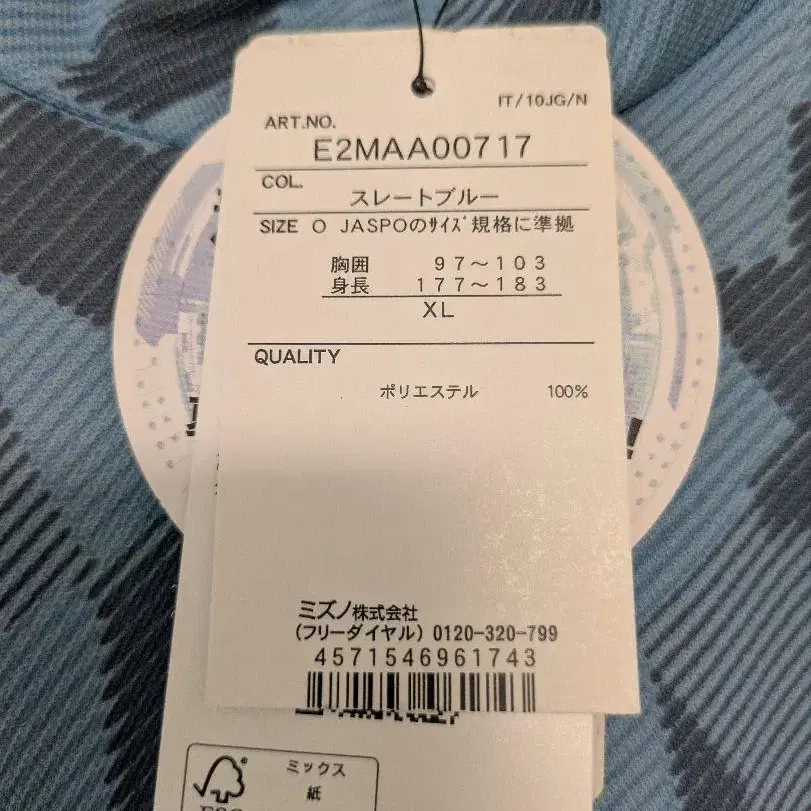 IT/10JG/N
ART.NO.
E2MAA00717
COL.
スレートブルー
SIZE O JASPOのｻｲｽﾞ規格に準拠
胸囲 97～103
身長 177～183
XL
QUALITY
ポリエステル 100%
ミズノ株式会社
(フリーダイヤル) 0120-320-799
4571546961743
ミックス
紙